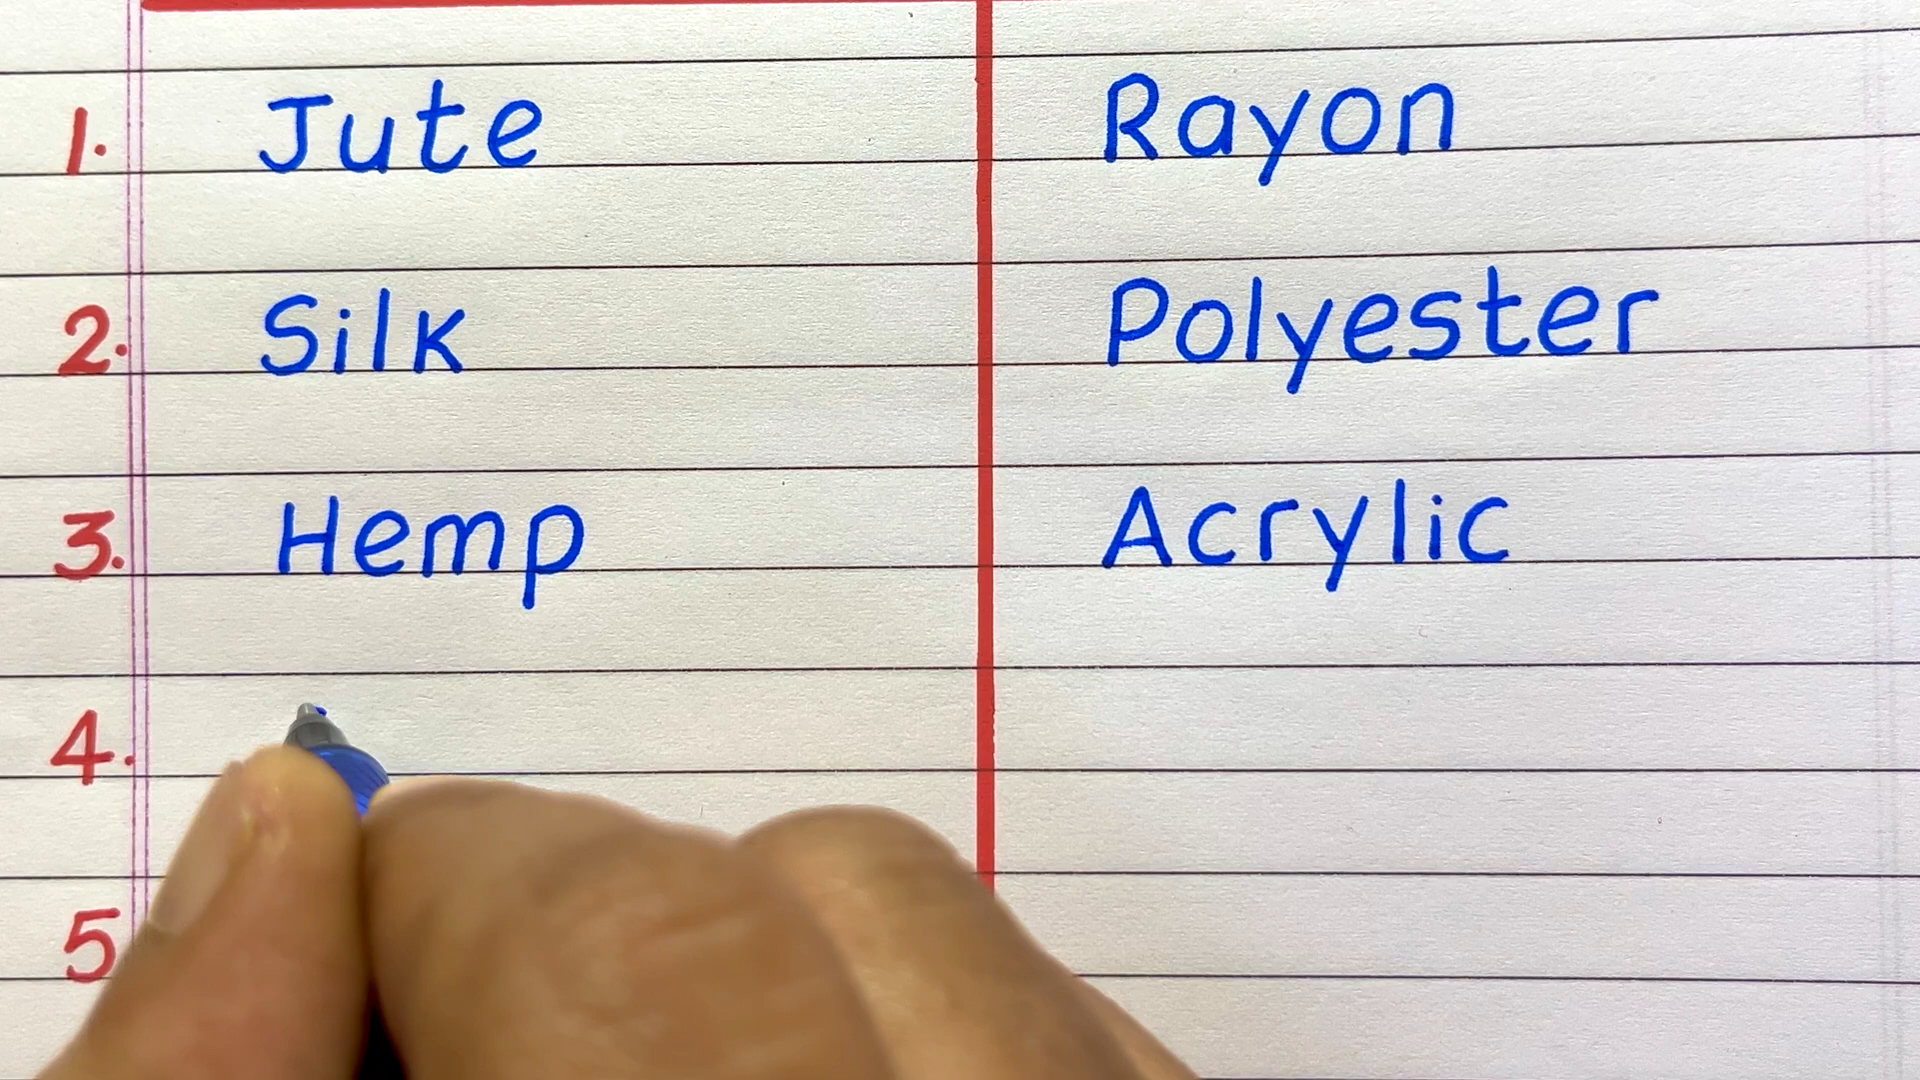 1. Jute Rayon
2. Silk Polyester
3. Hemp Acrylic
4.
5